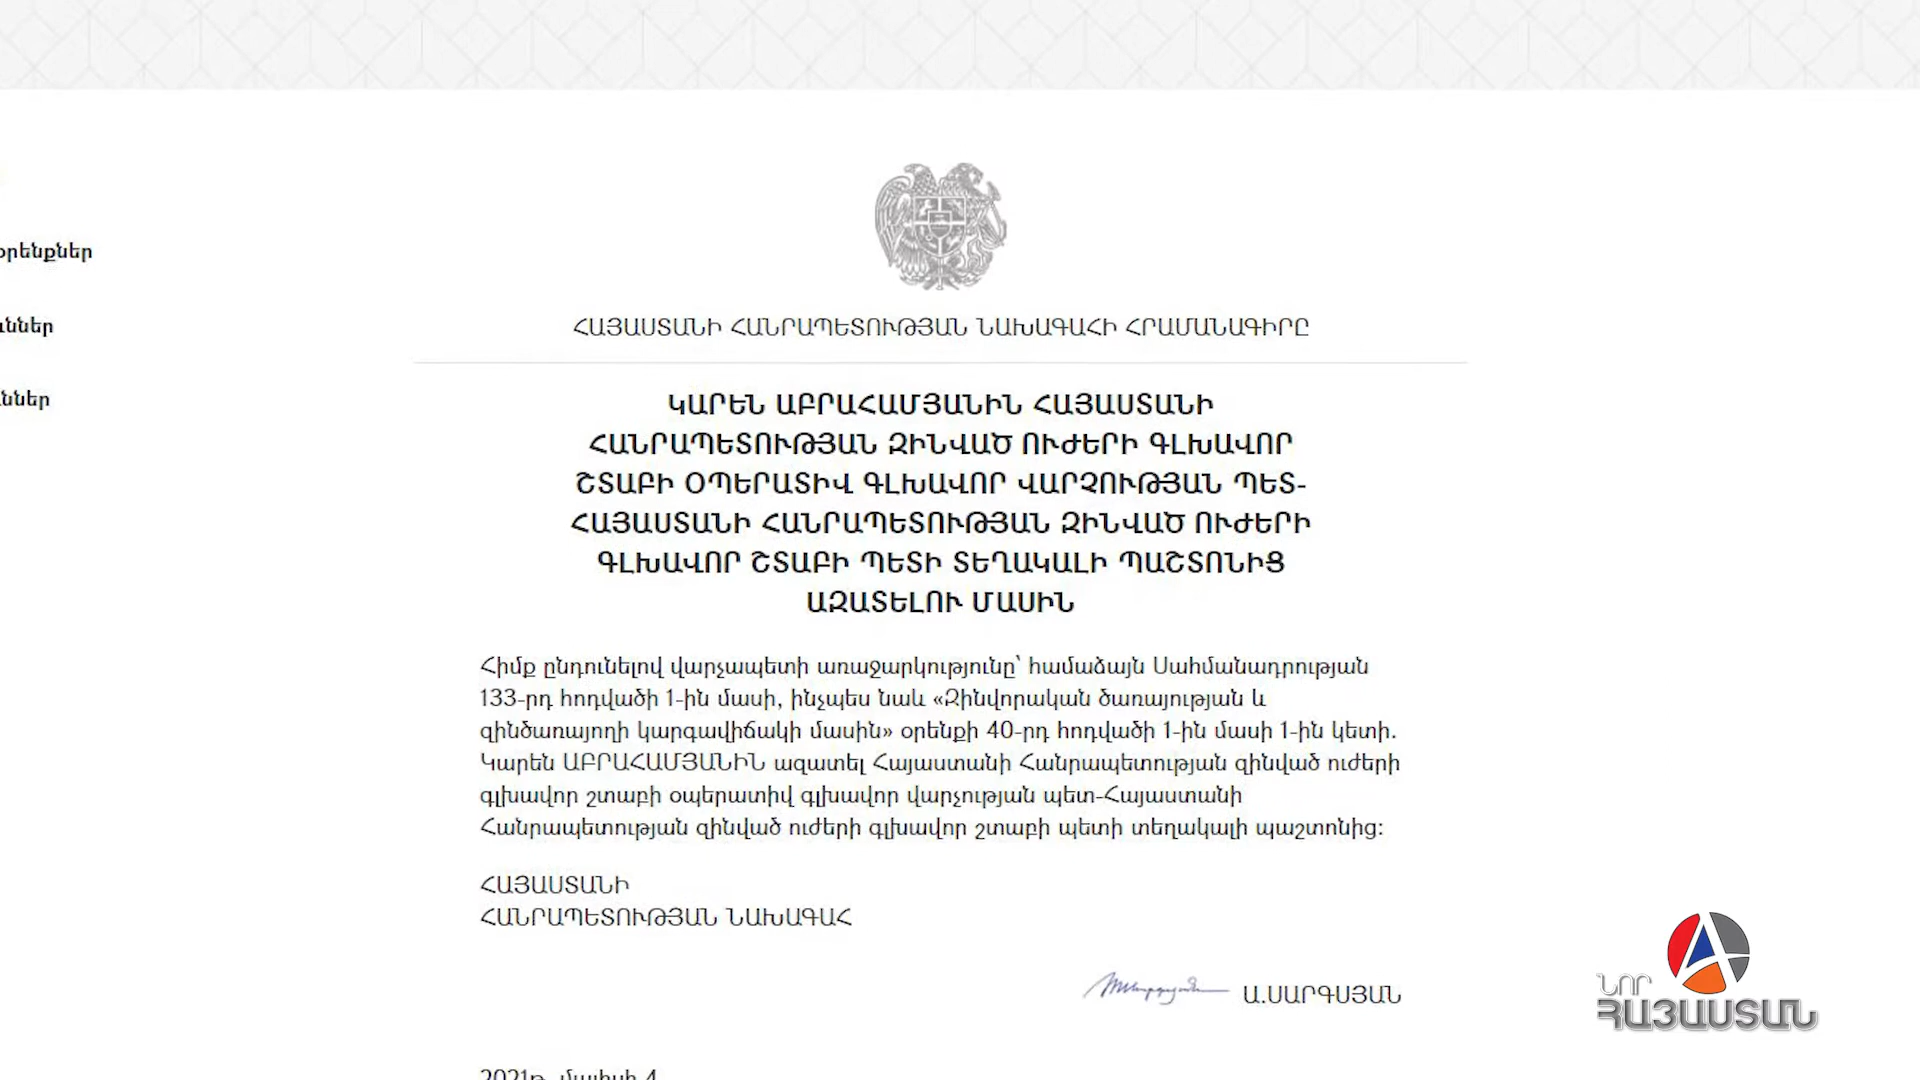 օրենքներ
ՀԱՅԱՍՏԱՆԻ ՀԱՆՐԱՊԵՏՈՒԹՅԱՆ ՆԱԽԱԳԱՀԻ ՀՐԱՄԱՆԱԳԻՐԸ
ԿԱՐԵՆ ԱԲՐԱՀԱՄՅԱՆԻՆ ՀԱՅԱՍՏԱՆԻ
ՀԱՆՐԱՊԵՏՈՒԹՅԱՆ ԶԻՆՎԱԾ ՈՒԺԵՐԻ ԳԼԽԱՎՈՐ
ՇՏԱԲԻ ՕՊԵՐԱՏԻՎ ԳԼԽԱՎՈՐ ՎԱՐՉՈՒԹՅԱՆ ՊԵՏ-
ՀԱՅԱՍՏԱՆԻ ՀԱՆՐԱՊԵՏՈՒԹՅԱՆ ԶԻՆՎԱԾ ՈՒԺԵՐԻ
ԳԼԽԱՎՈՐ ՇՏԱԲԻ ՊԵՏԻ ՏԵՂԱԿԱԼԻ ՊԱՇՏՈՆԻՑ
ԱԶԱՏԵԼՈՒ ՄԱՍԻՆ
Հիմք ընդունելով վարչապետի առաջարկությունը՝ համաձայն Սահմանադրության
133-րդ հոդվածի 1-ին մասի, ինչպես նաև «Զինվորական ծառայության և
զինծառայողի կարգավիճակի մասին» օրենքի 40-րդ հոդվածի 1-ին մասի 1-ին կետի.
Կարեն ԱԲՐԱՀԱՄՅԱՆԻՆ ազատել Հայաստանի Հանրապետության զինված ուժերի
գլխավոր շտաբի օպերատիվ գլխավոր վարչության պետ-Հայաստանի
Հանրապետության զինված ուժերի գլխավոր շտաբի պետի տեղակալի պաշտոնից:
ՀԱՅԱՍՏԱՆԻ
ՀԱՆՐԱՊԵՏՈՒԹՅԱՆ ՆԱԽԱԳԱՀ
Ա.ՍԱՐԳՍՅԱՆ
ՆՈՐ
ՀԱՅԱՍՏԱՆ
2021թ. մարտի 4